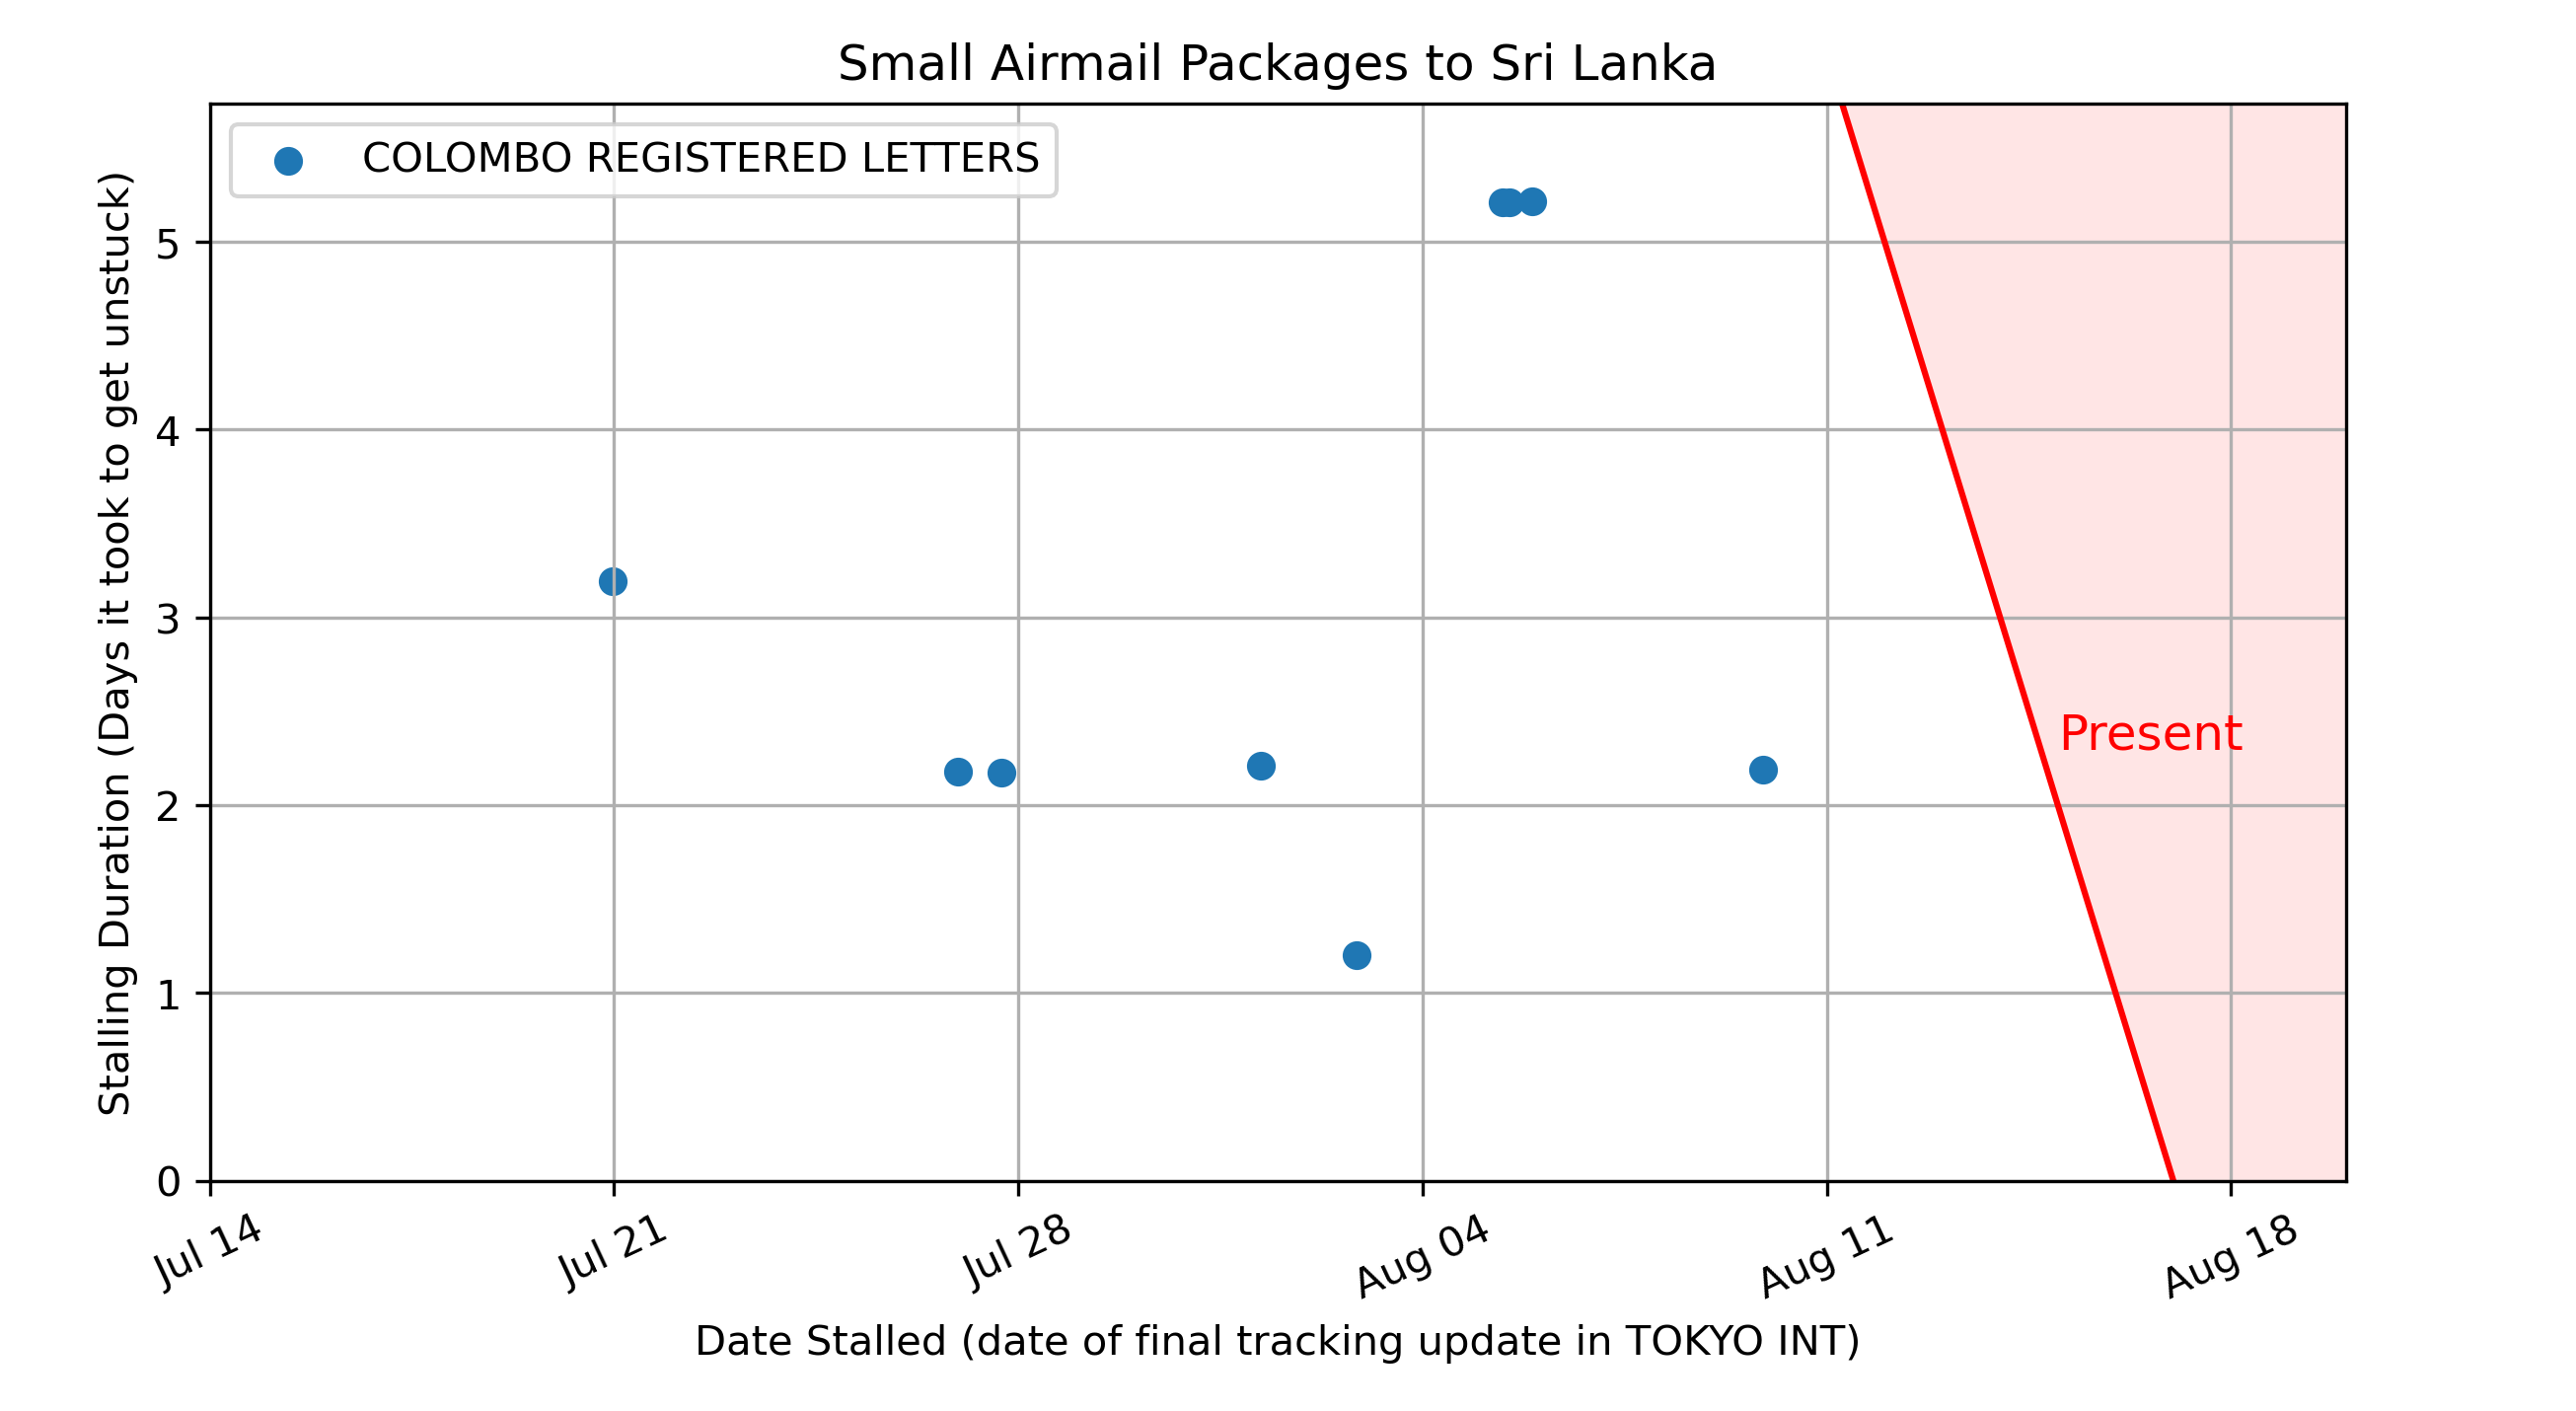 Small Airmail Packages to Sri Lanka
COLOMBO REGISTERED LETTERS
Stalling Duration (Days it took to get unstuck)
5
4
3
2
1
0
Present
Jul 14
Jul 21
Jul 28
Aug 04
Aug 11
Aug 18
Date Stalled (date of final tracking update in TOKYO INT)